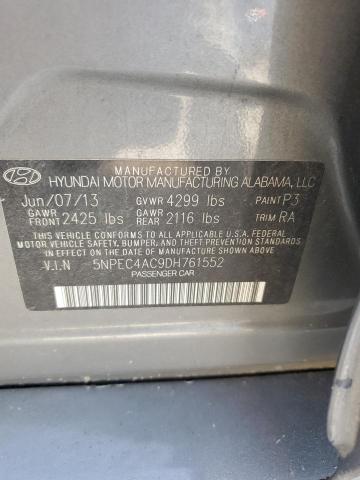 MANUFACTURED BY
HYUNDAI MOTOR MANUFACTURING ALABAMA, LLC
Jun/07/13 GVWR 4299 lbs PAINT P3
GAWR FRONT 2425 lbs GAWR REAR 2116 lbs TRIM RA
THIS VEHICLE CONFORMS TO ALL APPLICABLE U.S.A. FEDERAL
MOTOR VEHICLE SAFETY, BUMPER, AND THEFT PREVENTION STANDARDS
IN EFFECT ON THE DATE OF MANUFACTURE SHOWN ABOVE.
V.I.N 5NPEC4AC9DH761552
PASSENGER CAR